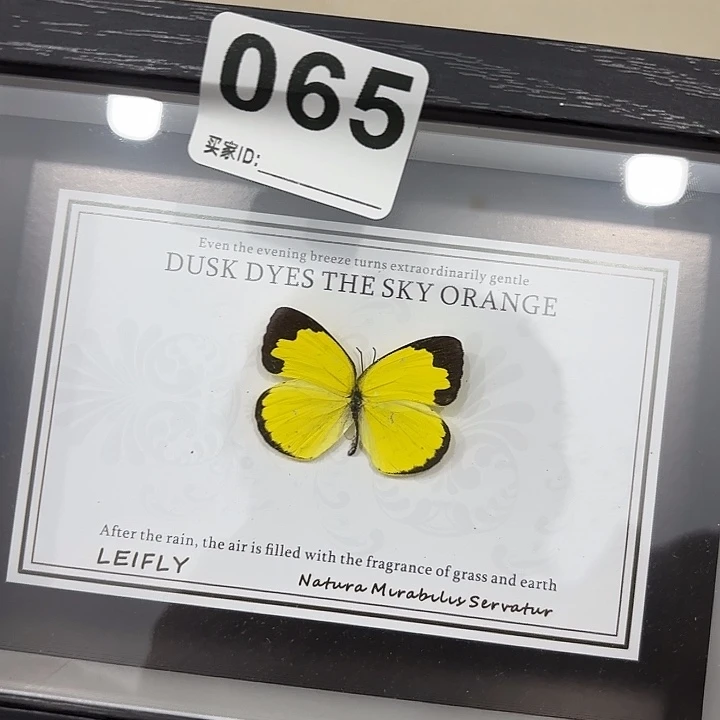 065
买家ID:
Even the evening breeze turns extraordinarily gentle
DUSK DYES THE SKY ORANGE
After the rain, the air is filled with the fragrance of grass and earth
LEIFLY
Natura Mirabilis Servatur